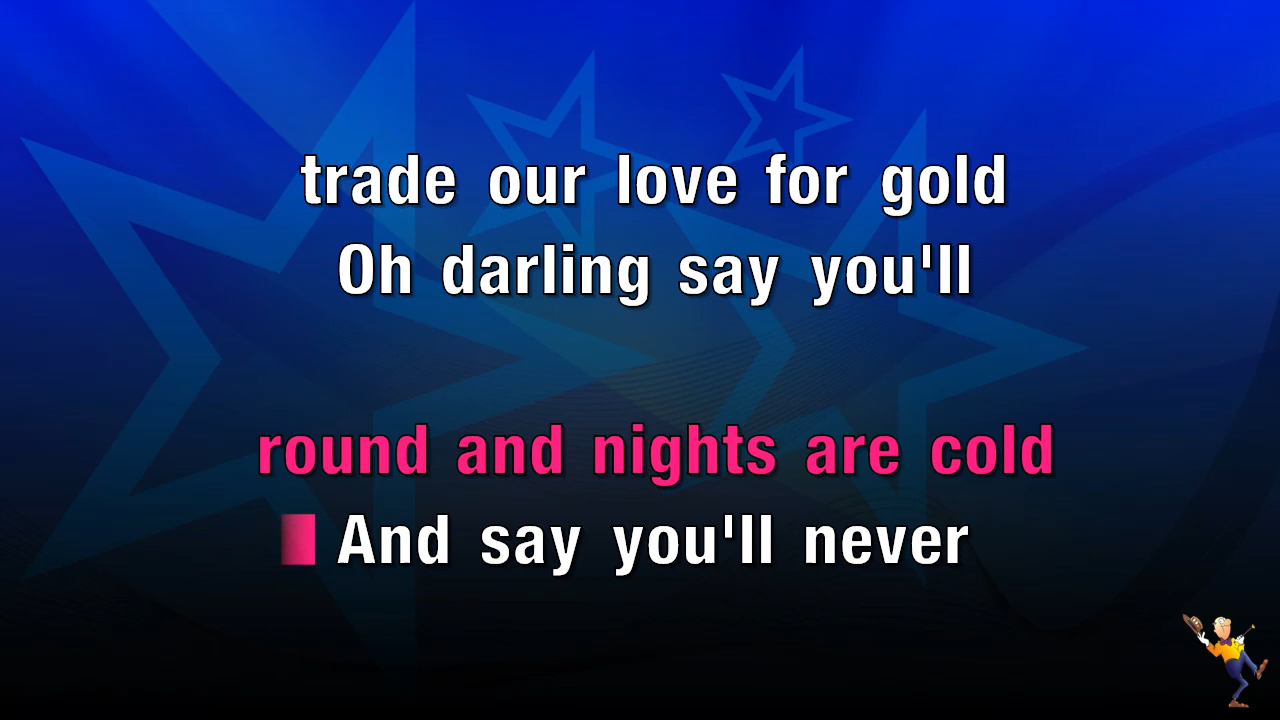 trade our love for gold
Oh darling say you'll
round and nights are cold
And say you'll never